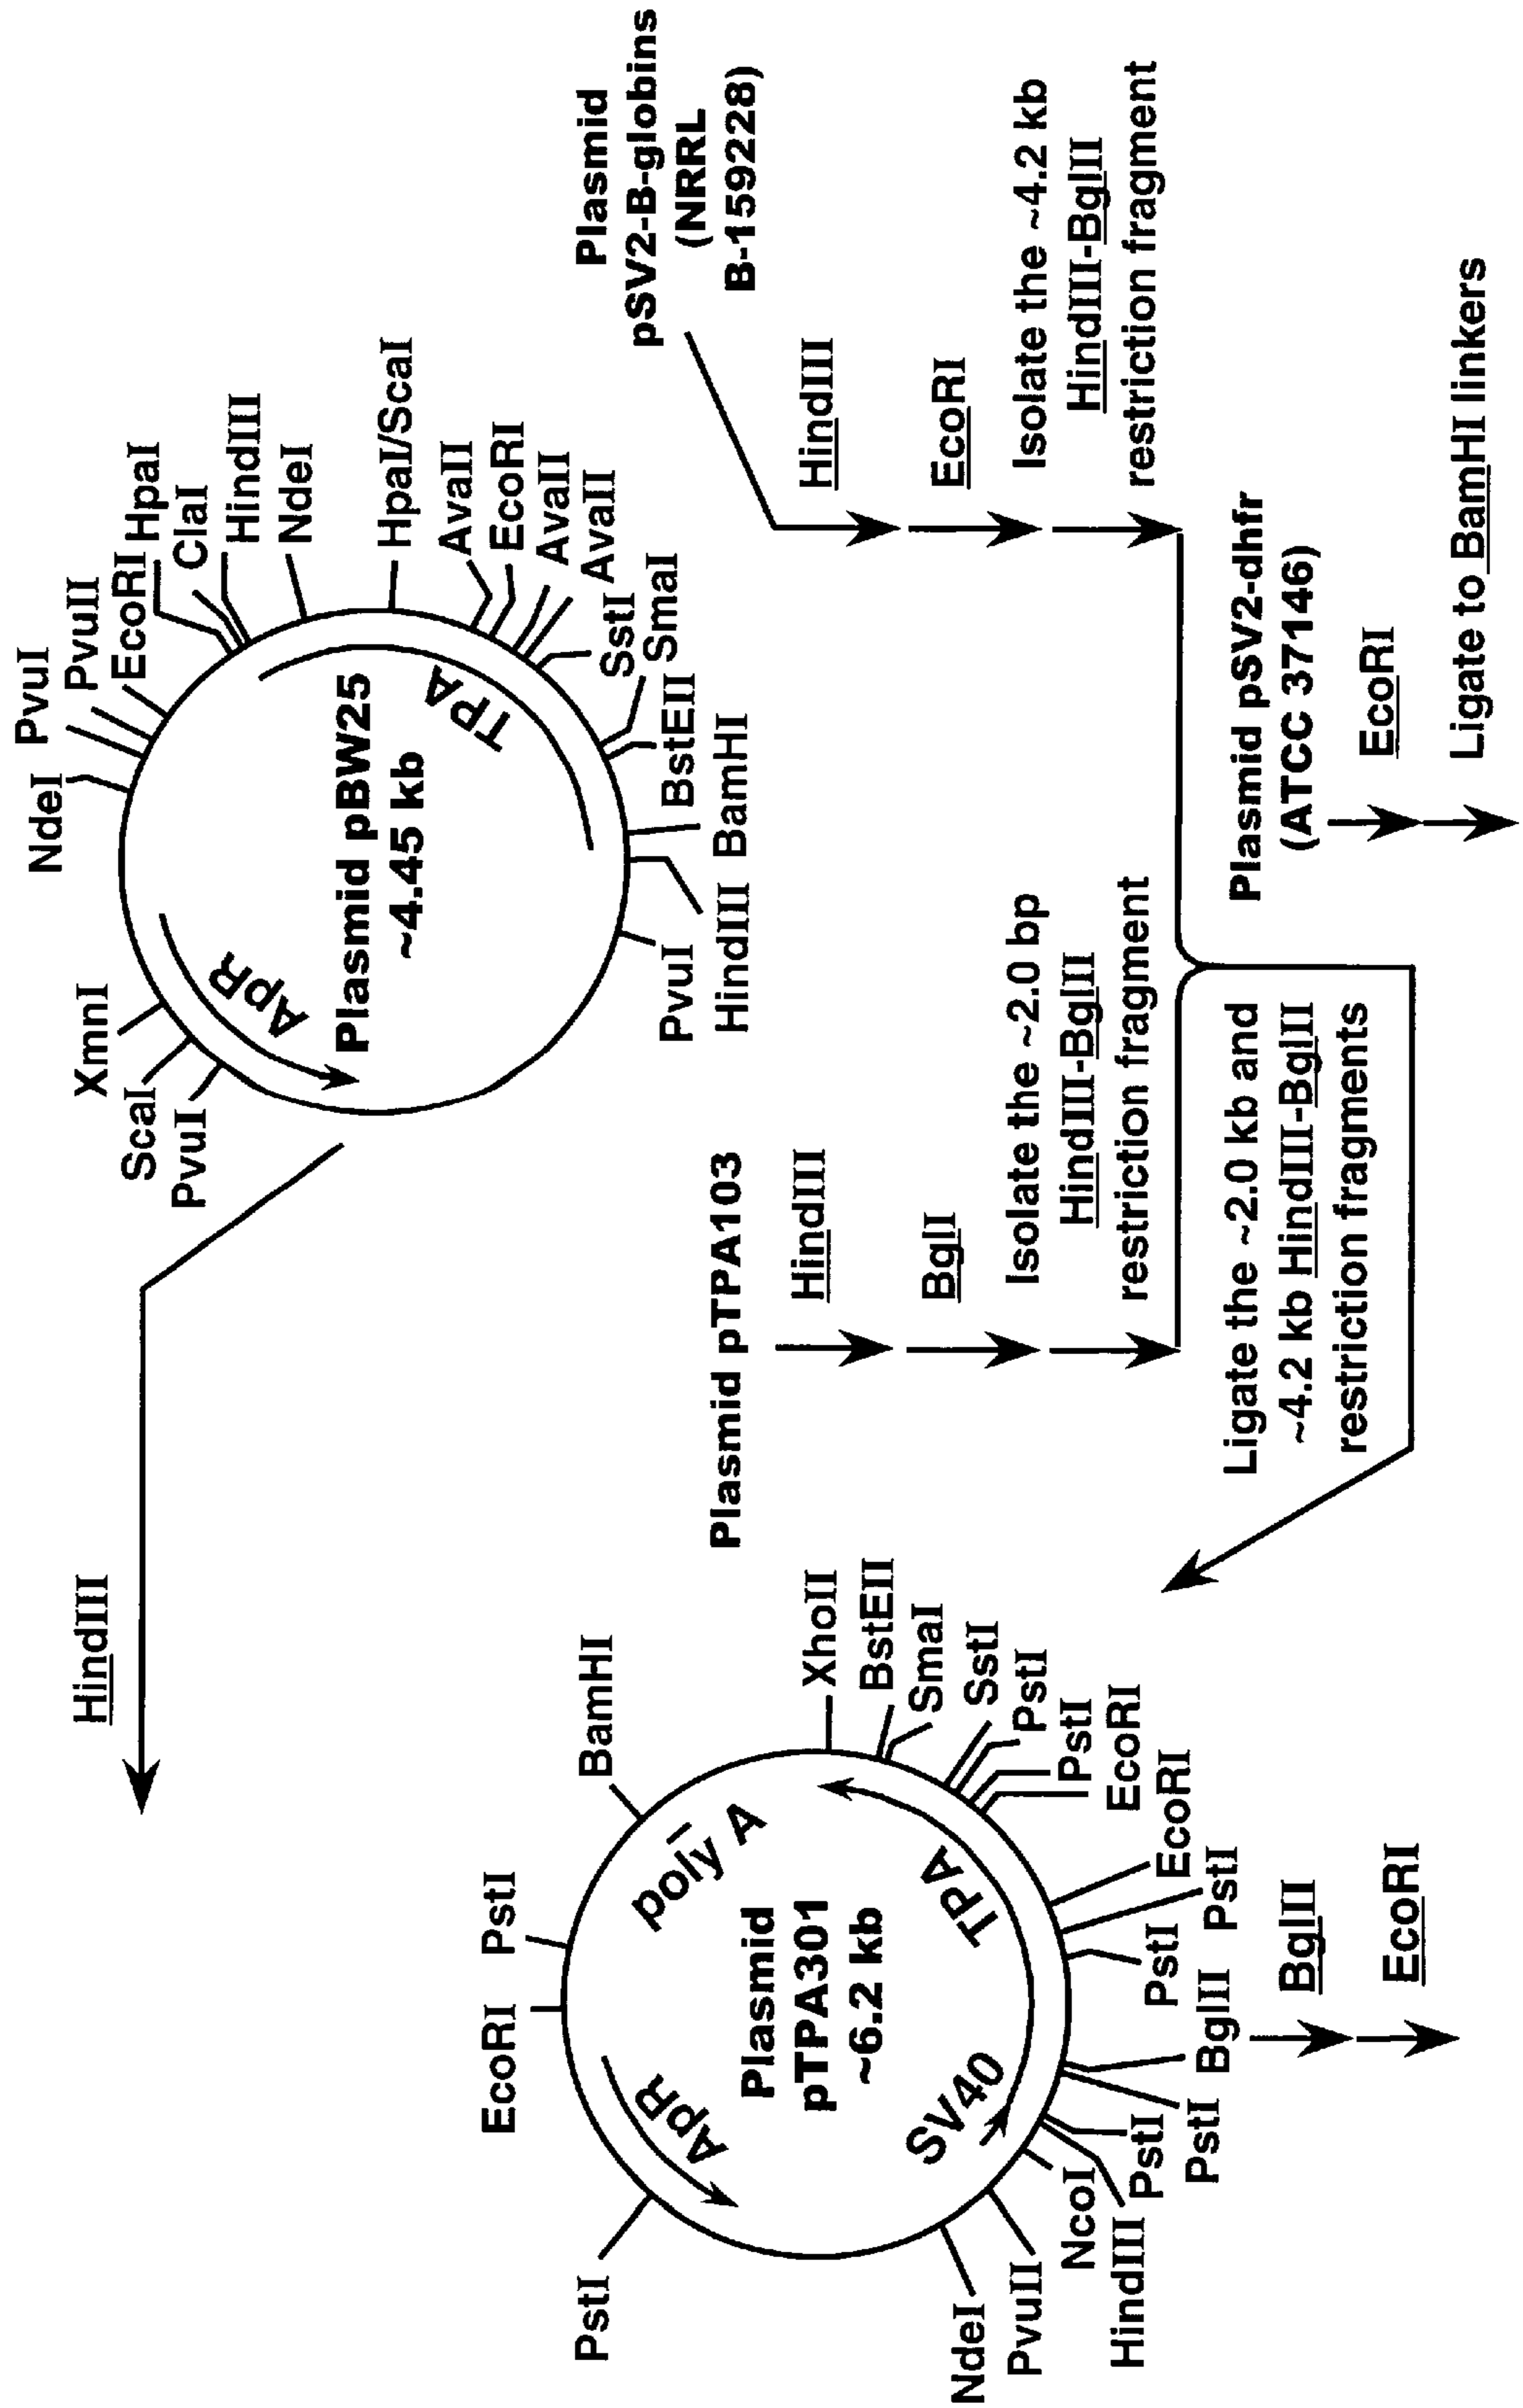 HindIII
Plasmid pBW25
~4.45 kb
ApR
TPA
NdeI
PvuI
PvuII
EcoRI
HpaI
ClaI
HindIII
NdeI
HpaI/ScaI
AvaII
EcoRI
AvaII
AvaII
SstI
SmaI
BstEII
BamHI
HindIII
PvuI
PvuI
ScaI
XmnI
Plasmid
pTPA301
~6.2 kb
ApR
poly A
TPA
SV40
EcoRI
PstI
BamHI
XhoII
BstEII
SmaI
SstI
PstI
PstI
EcoRI
EcoRI
PstI
PstI
BglII
PstI
PstI
HindIII
NcoI
PvuII
NdeI
PstI
BglII
EcoRI
Plasmid pTPA103
HindIII
BglI
Isolate the ~2.0 bp
HindIII-BglII
restriction fragment
Plasmid
pSV2-B-globins
(NRRL
B-159228)
HindIII
EcoRI
Isolate the ~4.2 kb
HindIII-BglII
restriction fragment
Ligate the ~2.0 kb and
~4.2 kb HindIII-BglII
restriction fragments
Plasmid pSV2-dhfr
(ATCC 37146)
EcoRI
Ligate to BamHI linkers